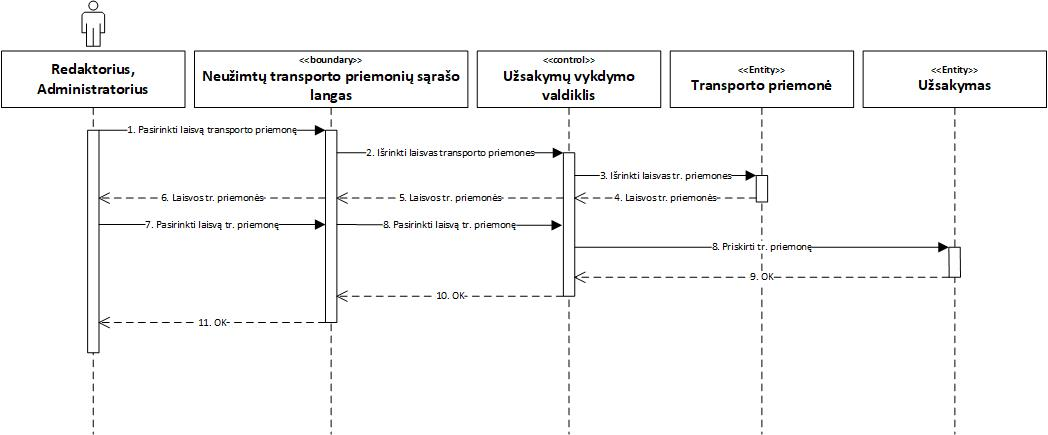 Redaktorius,
Administratorius
<<boundary>>
Neužimtų transporto priemonių sąrašo
langas
<<control>>
Užsakymų vykdymo
valdiklis
<<Entity>>
Transporto priemonė
<<Entity>>
Užsakymas
1. Pasirinkti laisvą transporto priemonę
2. Išrinkti laisvas transporto priemones
3. Išrinkti laisvas tr. priemones
6. Laisvos tr. priemonės
5. Laisvos tr. priemonės
4. Laisvos tr. priemonės
7. Pasirinkti laisvą tr. priemonę
8. Pasirinkti laisvą tr. priemonę
8. Priskirti tr. priemonę
9. OK
10. OK
11. OK